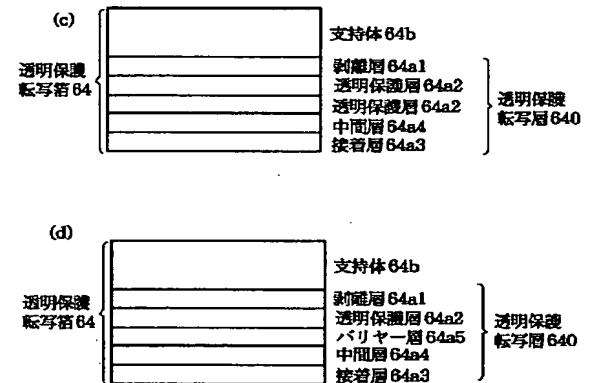 (c)
透明保護
転写箔64
支持体64b
剥離層64a1
透明保護層64a2
透明保護層64a2
中間層64a4
接着層64a3
透明保護
転写層640
(d)
透明保護
転写箔64
支持体64b
剥離層64a1
透明保護層64a2
バリヤー層64a5
中間層64a4
接着層64a3
透明保護
転写層640